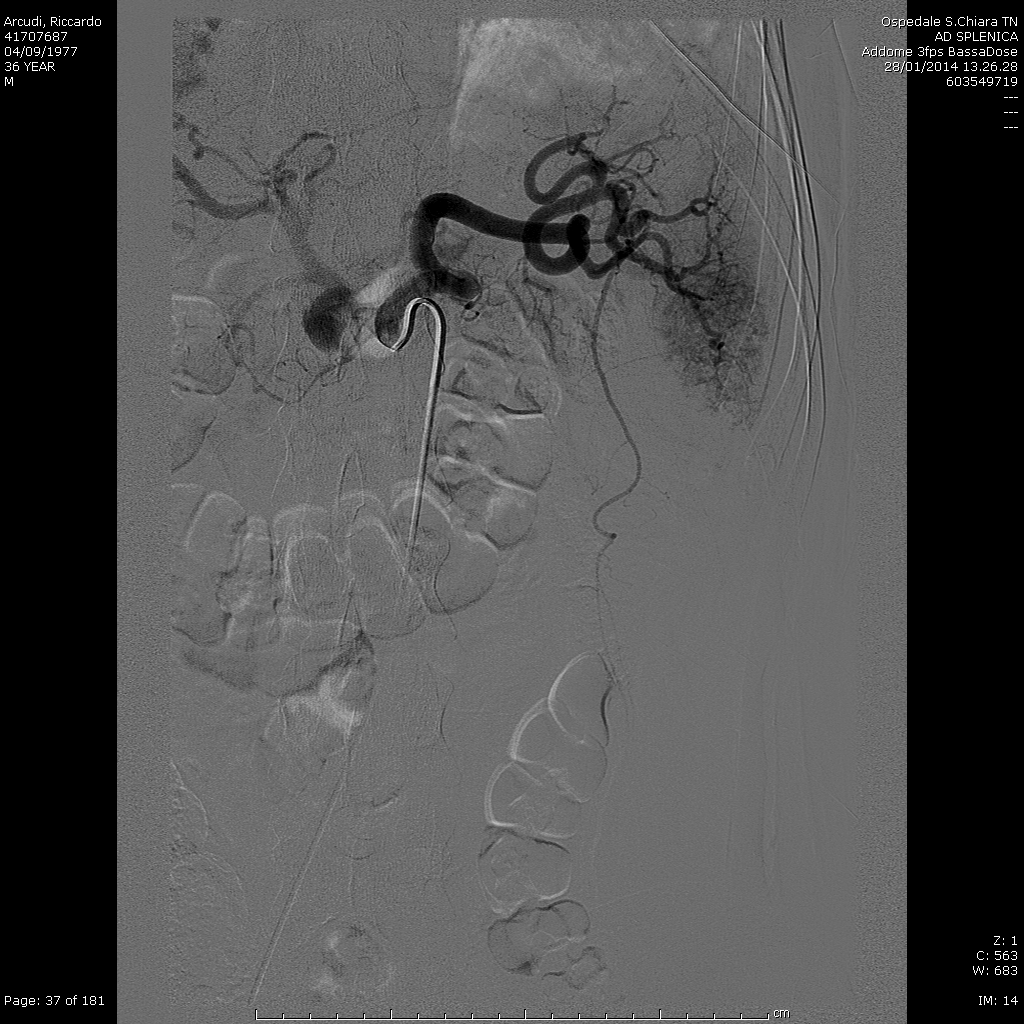 Arcudi, Riccardo
41707687
04/09/1977
36 YEAR
M
Ospedale S.Chiara TN
AD SPLENICA
Addome 3fps BassaDose
28/01/2014 13.26.28
603549719
---
---
---
cm
Z: 1
C: 563
W: 683
Page: 37 of 181
IM: 14